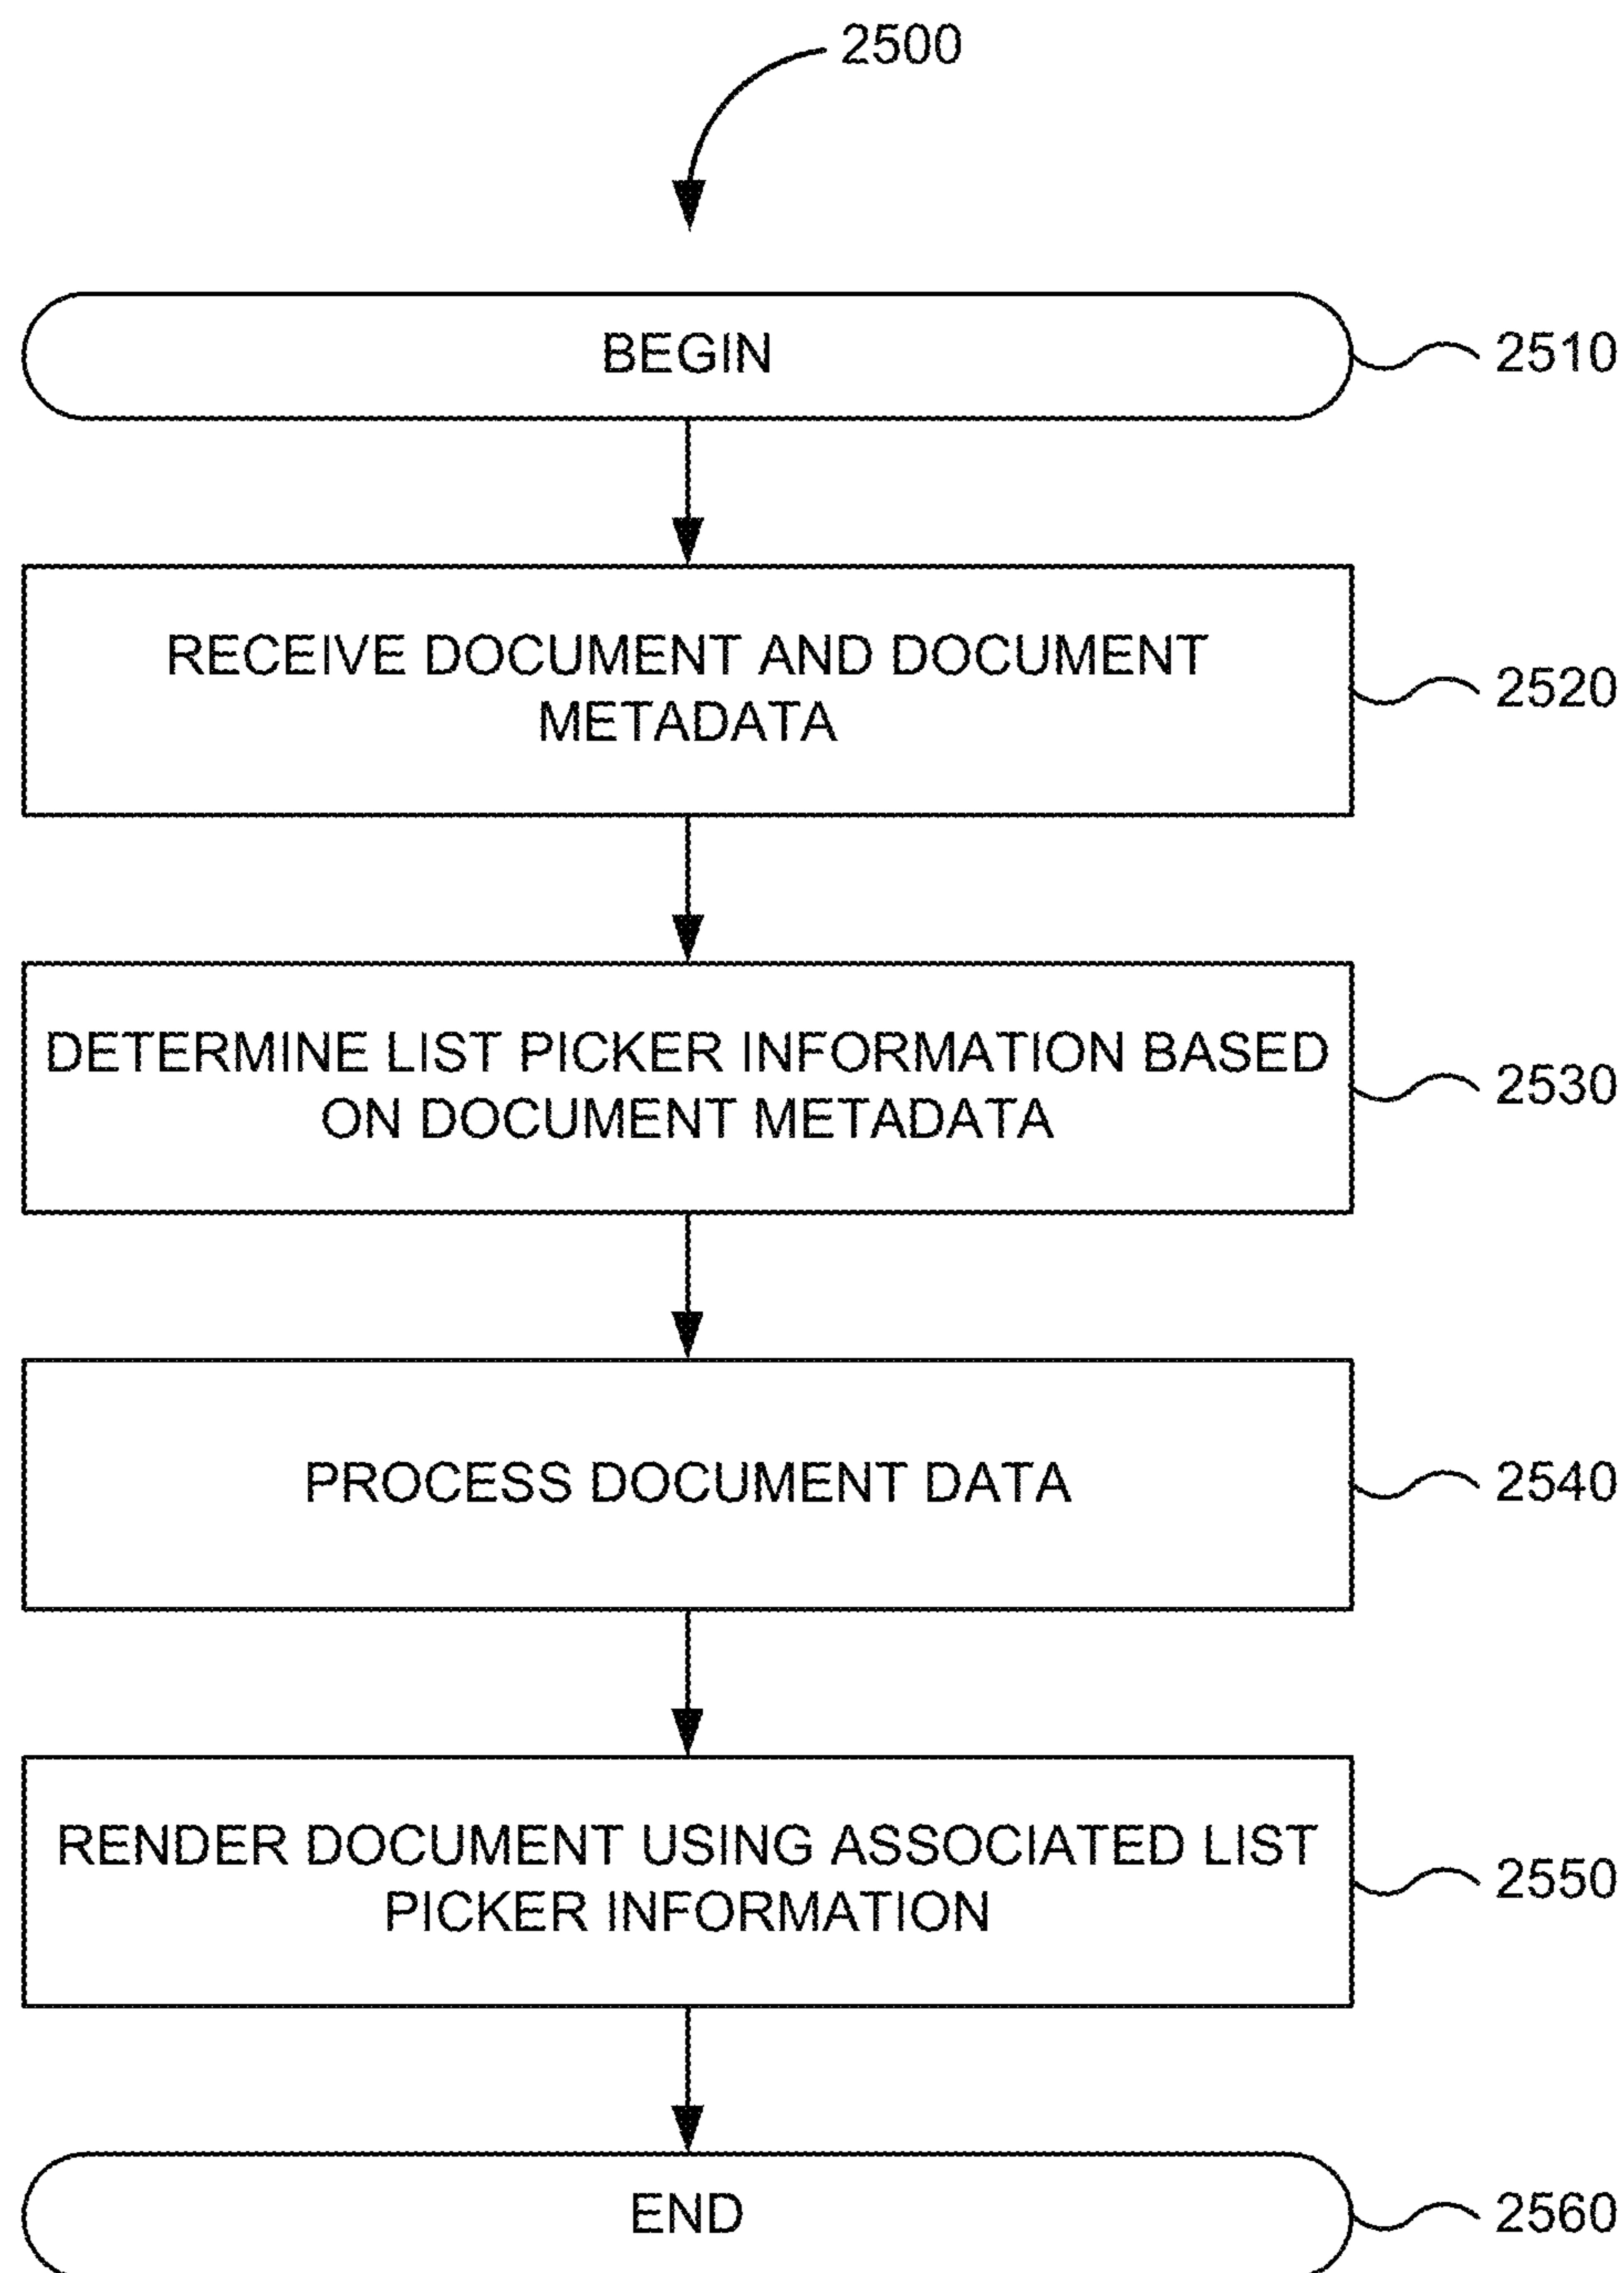 2500
BEGIN
2510
RECEIVE DOCUMENT AND DOCUMENT
METADATA
2520
DETERMINE LIST PICKER INFORMATION BASED
ON DOCUMENT METADATA
2530
PROCESS DOCUMENT DATA
2540
RENDER DOCUMENT USING ASSOCIATED LIST
PICKER INFORMATION
2550
END
2560